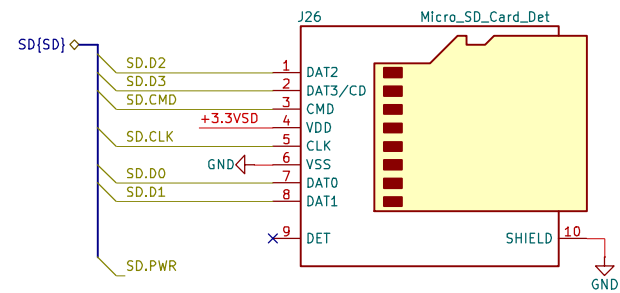 J26 Micro_SD_Card_Det
SD{SD}
SD.D2 1 DAT2
SD.D3 2 DAT3/CD
SD.CMD 3 CMD
+3.3VSD 4 VDD
SD.CLK 5 CLK
GND 6 VSS
SD.D0 7 DAT0
SD.D1 8 DAT1
9 DET SHIELD 10
SD.PWR
GND